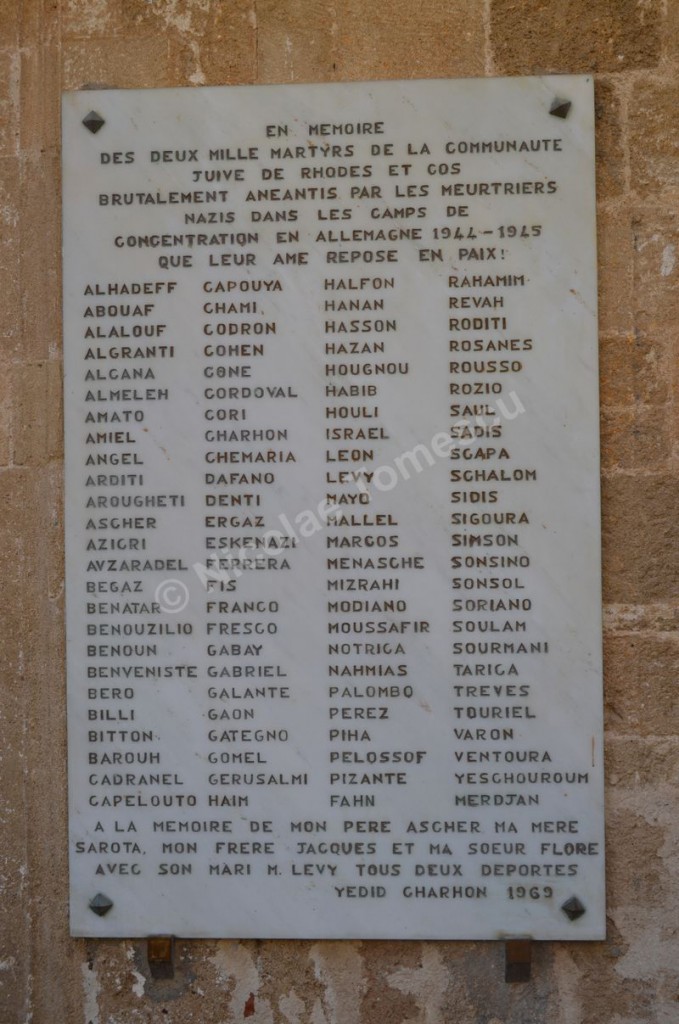 EN MEMOIRE
DES DEUX MILLE MARTYRS DE LA COMMUNAUTE
JUIVE DE RHODES ET COS
BRUTALEMENT ANEANTIS PAR LES MEURTRIERS
NAZIS DANS LES CAMPS DE
CONCENTRATION EN ALLEMAGNE 1944-1945
QUE LEUR AME REPOSE EN PAIX!
ALHADEFF CAPOUYA HALFON RAHAMIM
ABOUAF CHAMI HANAN REVAH
ALALOUF CODRON HASSON RODITI
ALGRANTI COHEN HAZAN ROSANES
ALCANA CONE HOUGNOU ROUSSO
ALMELEH CORDOVAL HABIB ROZIO
AMATO CORI HOULI SAUL
AMIEL CHARHON ISRAEL SADIS
ANGEL CHEMARIA LEON SCAPA
ARDITI DAFANO LEVY SCHALOM
AROUGHETI DENTI MAYO SIDIS
ASCHER ERGAZ MALLEL SIGOURA
AZICRI ESKENAZI MARCOS SIMSON
AVZARADEL FERRERA MENASCHE SONSINO
BEGAZ FIS MIZRAHI SONSOL
BENATAR FRANCO MODIANO SORIANO
BENOUZILIO FRESCO MOUSSAFIR SOULAM
BENOUN GABAY NOTRICA SOURMANI
BENVENISTE GABRIEL NAHMIAS TARICA
BERO GALANTE PALOMBO TREVES
BILLI GAON PEREZ TOURIEL
BITTON GATEGNO PIHA VARON
BAROUH GOMEL PELOSSOF VENTOURA
CADRANEL GERUSALMI PIZANTE YESCHOUROUM
CAPELOUTO HAIM FAHN MERDJAN
A LA MEMOIRE DE MON PERE ASCHER MA MERE
SAROTA, MON FRERE JACQUES ET MA SOEUR FLORE
AVEC SON MARI M. LEVY TOUS DEUX DEPORTES
YEDID CHARHON 1969
© Nicolae Tomescu